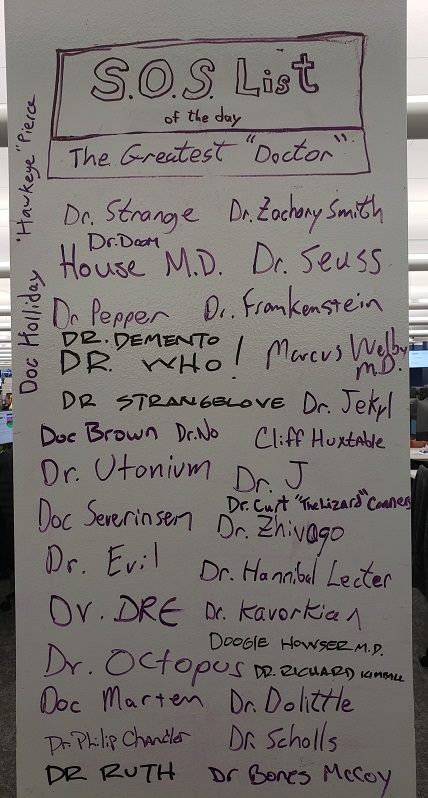 S.O.S. List
of the day
The Greatest "Doctor"
"Hawkeye" Pierce
Doc Holliday
Dr. Strange Dr. Zachary Smith
Dr. Doom
House M.D. Dr. Seuss
Dr Pepper Dr. Frankenstein
DR. DEMENTO
DR. WHO! Marcus Welby M.D.
DR STRANGELOVE Dr. Jekyl
Doc Brown Dr. No Cliff Huxtable
Dr. Utonium Dr. J
Dr. Curt "The Lizard" Conners
Doc Severinsen Dr. Zhivago
Dr. Evil Dr. Hannibal Lecter
Dr. DRE Dr. Kavorkian
DOOGIE HOWSER M.D.
Dr. Octopus DR. RICHARD KIMBALL
Doc Marten Dr. Dolittle
Dr. Philip Chandler Dr. Scholls
DR RUTH Dr Bones McCoy